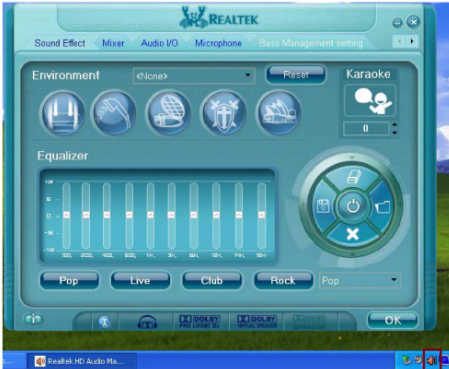 REALTEK
Sound Effect Mixer Audio I/O Microphone Bass Management setting
Environment <None> Reset Karaoke
0
Equalizer
Pop Live Club Rock Pop
DOLBY DOLBY
PRO LOGIC IIx VIRTUAL SPEAKER
OK
Realtek HD Audio Ma...